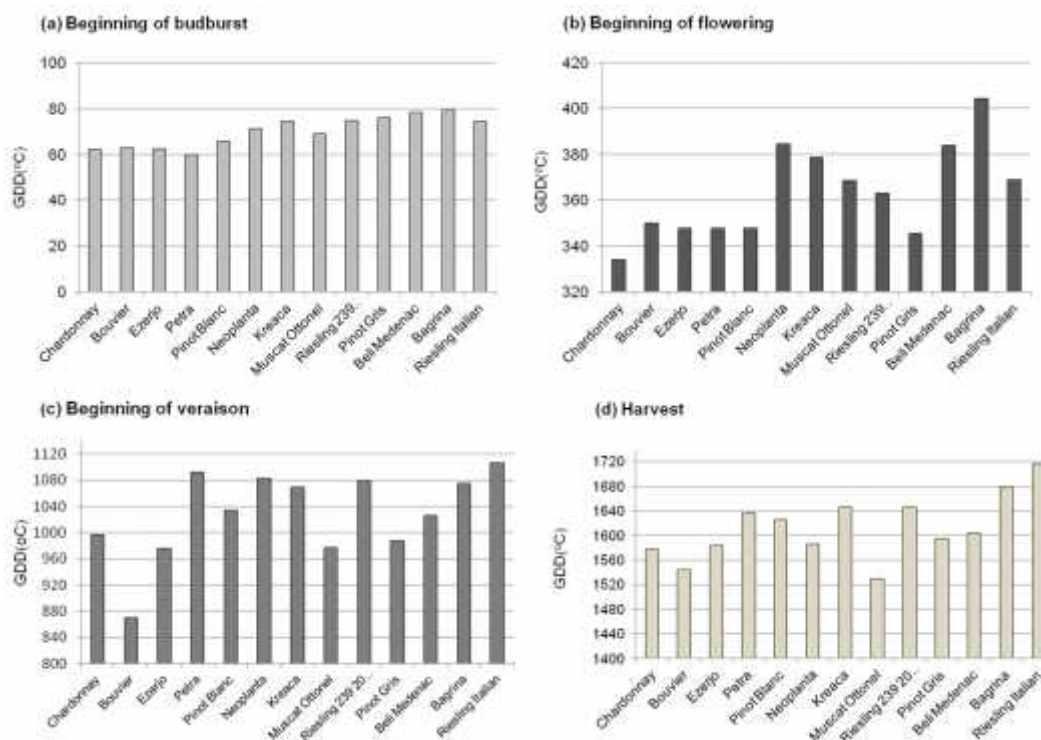 (a) Beginning of budburst
GDD(ºC)
100
80
60
40
20
0
Chardonnay
Bouvier
Ezerjo
Petra
Pinot Blanc
Neoplanta
Kreaca
Muscat Ottonel
Riesling 239..
Pinot Gris
Beli Medenac
Bagrina
Riesling Italian
(b) Beginning of flowering
GDD(ºC)
420
400
380
360
340
320
Chardonnay
Bouvier
Ezerjo
Petra
Pinot Blanc
Neoplanta
Kreaca
Muscat Ottonel
Riesling 239..
Pinot Gris
Beli Medenac
Bagrina
Riesling Italian
(c) Beginning of veraison
GDD(oC)
1120
1080
1040
1000
960
920
880
840
800
Chardonnay
Bouvier
Ezerjo
Petra
Pinot Blanc
Neoplanta
Kreaca
Muscat Ottonel
Riesling 239 20...
Pinot Gris
Beli Medenac
Bagrina
Riesling Italian
(d) Harvest
GDD(ºC)
1720
1680
1640
1600
1560
1520
1480
1440
1400
Chardonnay
Bouvier
Ezerjo
Petra
Pinot Blanc
Neoplanta
Kreaca
Muscat Ottonel
Riesling 239 20...
Pinot Gris
Beli Medenac
Bagrina
Riesling Italian